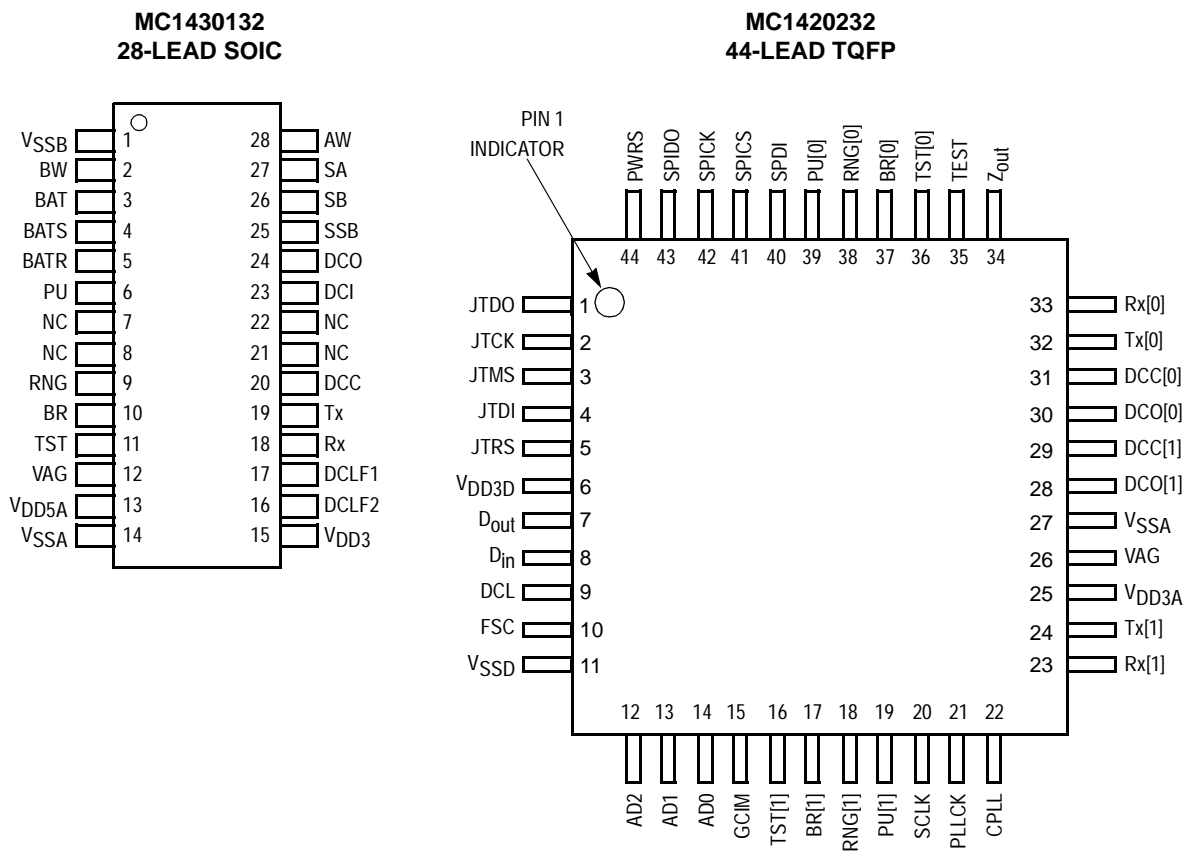 MC1430132
28-LEAD SOIC
VSSB 1 28 AW
BW 2 27 SA
BAT 3 26 SB
BATS 4 25 SSB
BATR 5 24 DCO
PU 6 23 DCI
NC 7 22 NC
NC 8 21 NC
RNG 9 20 DCC
BR 10 19 Tx
TST 11 18 Rx
VAG 12 17 DCLF1
VDD5A 13 16 DCLF2
VSSA 14 15 VDD3
MC1420232
44-LEAD TQFP
PIN 1
INDICATOR
PWRS SPIDO SPICK SPICS SPDI PU[0] RNG[0] BR[0] TST[0] TEST Zout
44 43 42 41 40 39 38 37 36 35 34
JTDO 1 33 Rx[0]
JTCK 2 32 Tx[0]
JTMS 3 31 DCC[0]
JTDI 4 30 DCO[0]
JTRS 5 29 DCC[1]
VDD3D 6 28 DCO[1]
Dout 7 27 VSSA
Din 8 26 VAG
DCL 9 25 VDD3A
FSC 10 24 Tx[1]
VSSD 11 23 Rx[1]
12 13 14 15 16 17 18 19 20 21 22
AD2 AD1 AD0 GCIM TST[1] BR[1] RNG[1] PU[1] SCLK PLLCK CPLL